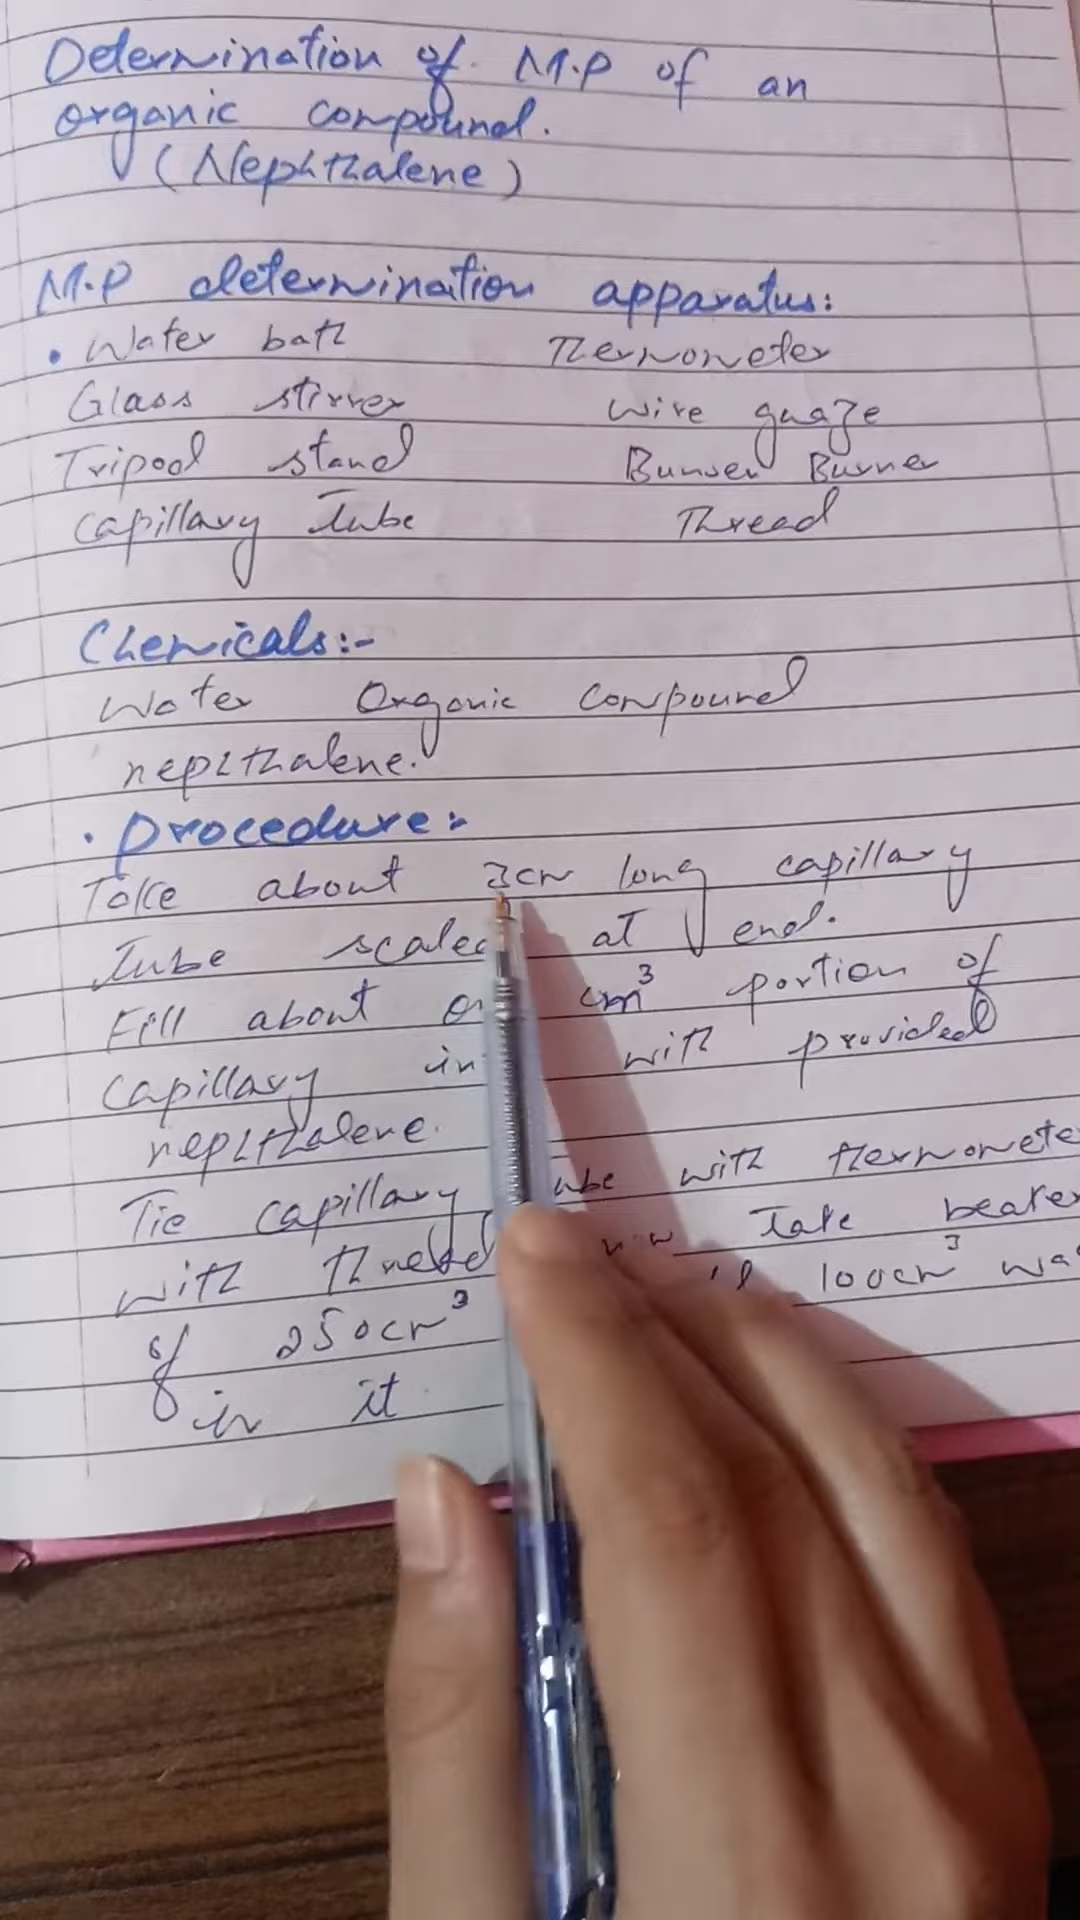 Determination of M.P of an
organic compound.
(Nephthalene)
M.P determination apparatus:
• Water bath Thermometer
Glass stirrer wire guaze
Tripod stand Bunsen Burner
Capillary Tube Thread
Chemicals:-
Water Organic compound
nephthalene.
• Procedure:-
Take about 3cm long capillary
tube sealed at end.
Fill about cm³ portion of
capillary with provided
nephthalene.
Tie capillary with thermomete
with thread Take beaker
of 250cm³ 100cm³ wa
in it